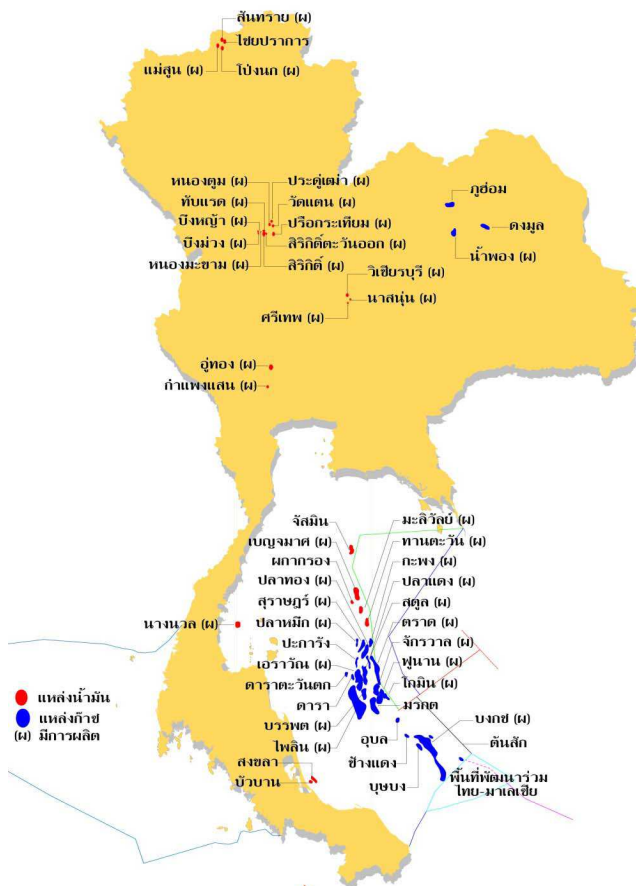 สันทราย (ผ)
ไชยปราการ
แม่สูน (ผ)
โป่งนก (ผ)
หนองตูม (ผ)
ประดู่เฒ่า (ผ)
ทับแรด (ผ)
วัดแตน (ผ)
บึงหญ้า (ผ)
ปรือกระเทียม (ผ)
บึงม่วง (ผ)
สิริกิติ์ตะวันออก (ผ)
หนองมะขาม (ผ)
สิริกิติ์ (ผ)
ภูฮ่อม
ดงมูล
น้ำพอง (ผ)
วิเชียรบุรี (ผ)
นาสนุ่น (ผ)
ศรีเทพ (ผ)
อู่ทอง (ผ)
กำแพงแสน (ผ)
จัสมิน
มะลิวัลย์ (ผ)
เบญจมาศ (ผ)
ทานตะวัน (ผ)
ผกากรอง
กะพง (ผ)
ปลาทอง (ผ)
ปลาแดง (ผ)
สุราษฎร์ (ผ)
สตูล (ผ)
นางนวล (ผ)
ปลาหมึก (ผ)
ตราด (ผ)
ปะการัง
จักรวาล (ผ)
เอราวัณ (ผ)
ฟูนาน (ผ)
ดาราตะวันตก
โกมิน (ผ)
ดารา
มรกต
แหล่งน้ำมัน
แหล่งก๊าซ
(ผ) มีการผลิต
บรรพต (ผ)
บงกช (ผ)
อุบล
ไพลิน (ผ)
ต้นสัก
สงขลา
ช้างแดง
บัวบาน
บุษบง
พื้นที่พัฒนาร่วม
ไทย-มาเลเซีย